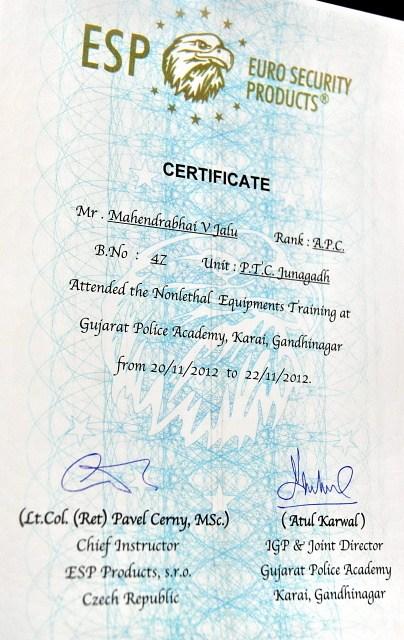 ESP EURO SECURITY
PRODUCTS®
CERTIFICATE
Mr . Mahendrabhai V Jalu Rank : A.P.C.
B.No : 47 Unit : P.T.C. Junagadh
Attended the Nonlethal Equipments Training at
Gujarat Police Academy, Karai, Gandhinagar
from 20/11/2012 to 22/11/2012.
(Lt.Col. (Ret) Pavel Cerny, MSc.)
Chief Instructor
ESP Products, s.r.o.
Czech Republic
( Atul Karwal )
IGP & Joint Director
Gujarat Police Academy
Karai, Gandhinagar